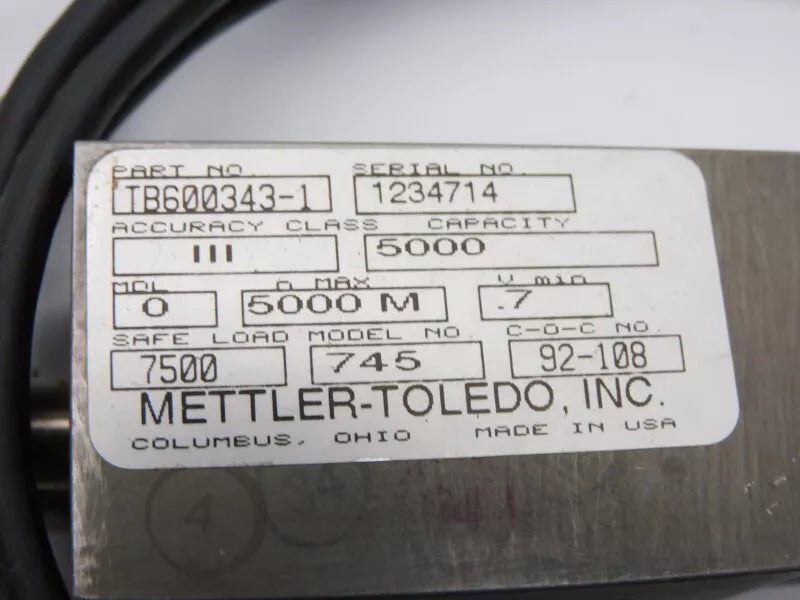 PART NO. SERIAL NO.
TB600343-1 1234714
ACCURACY CLASS CAPACITY
III 5000
MDL n MAX V min
0 5000 M .7
SAFE LOAD MODEL NO. C-O-C NO.
7500 745 92-108
METTLER-TOLEDO, INC.
COLUMBUS, OHIO MADE IN USA
4